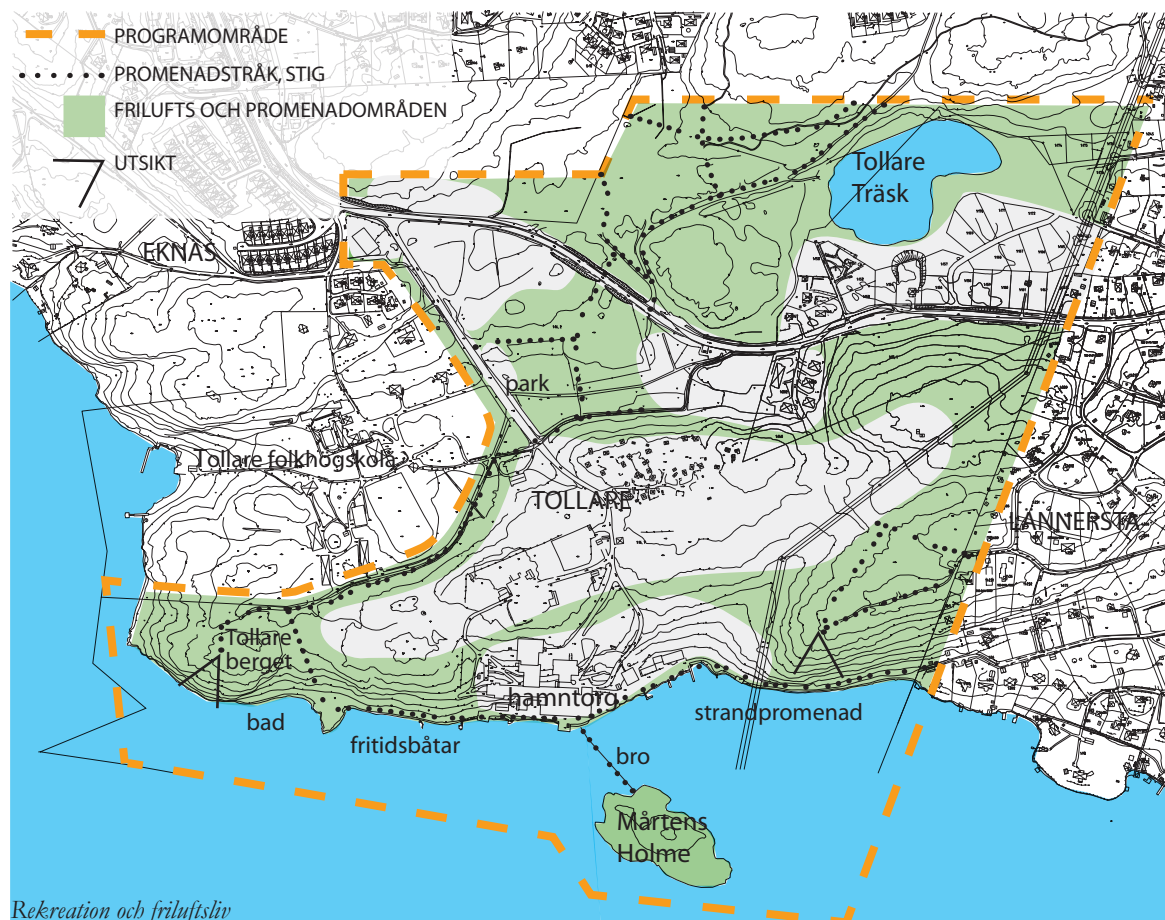 PROGRAMOMRÅDE
PROMENADSTRÅK, STIG
FRILUFTS OCH PROMENADOMRÅDEN
UTSIKT
Tollare
Träsk
EKNÄS
park
Tollare folkhögskola
TOLLARE
LÄNNERSTA
Tollare
berget
hamntorg
bad
strandpromenad
fritidsbåtar
bro
Mårtens
Holme
Rekreation och friluftsliv